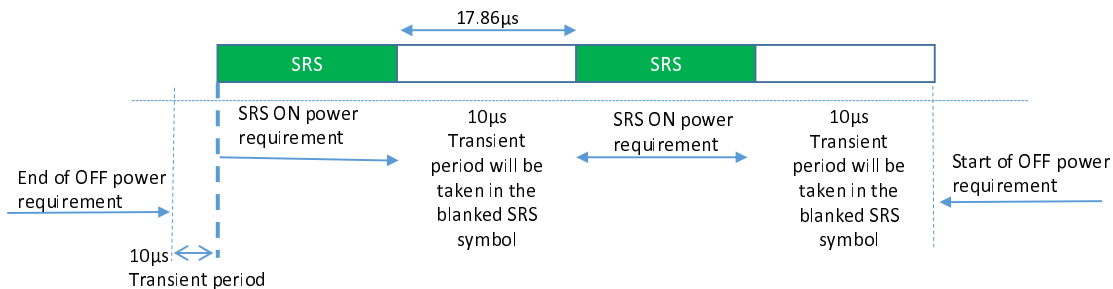 17.86µs
SRS
SRS
SRS ON power
requirement
10µs
Transient
period will be
taken in the
blanked SRS
symbol
SRS ON power
requirement
10µs
Transient
period will be
taken in the
blanked SRS
symbol
End of OFF power
requirement
Start of OFF power
requirement
10µs
Transient period